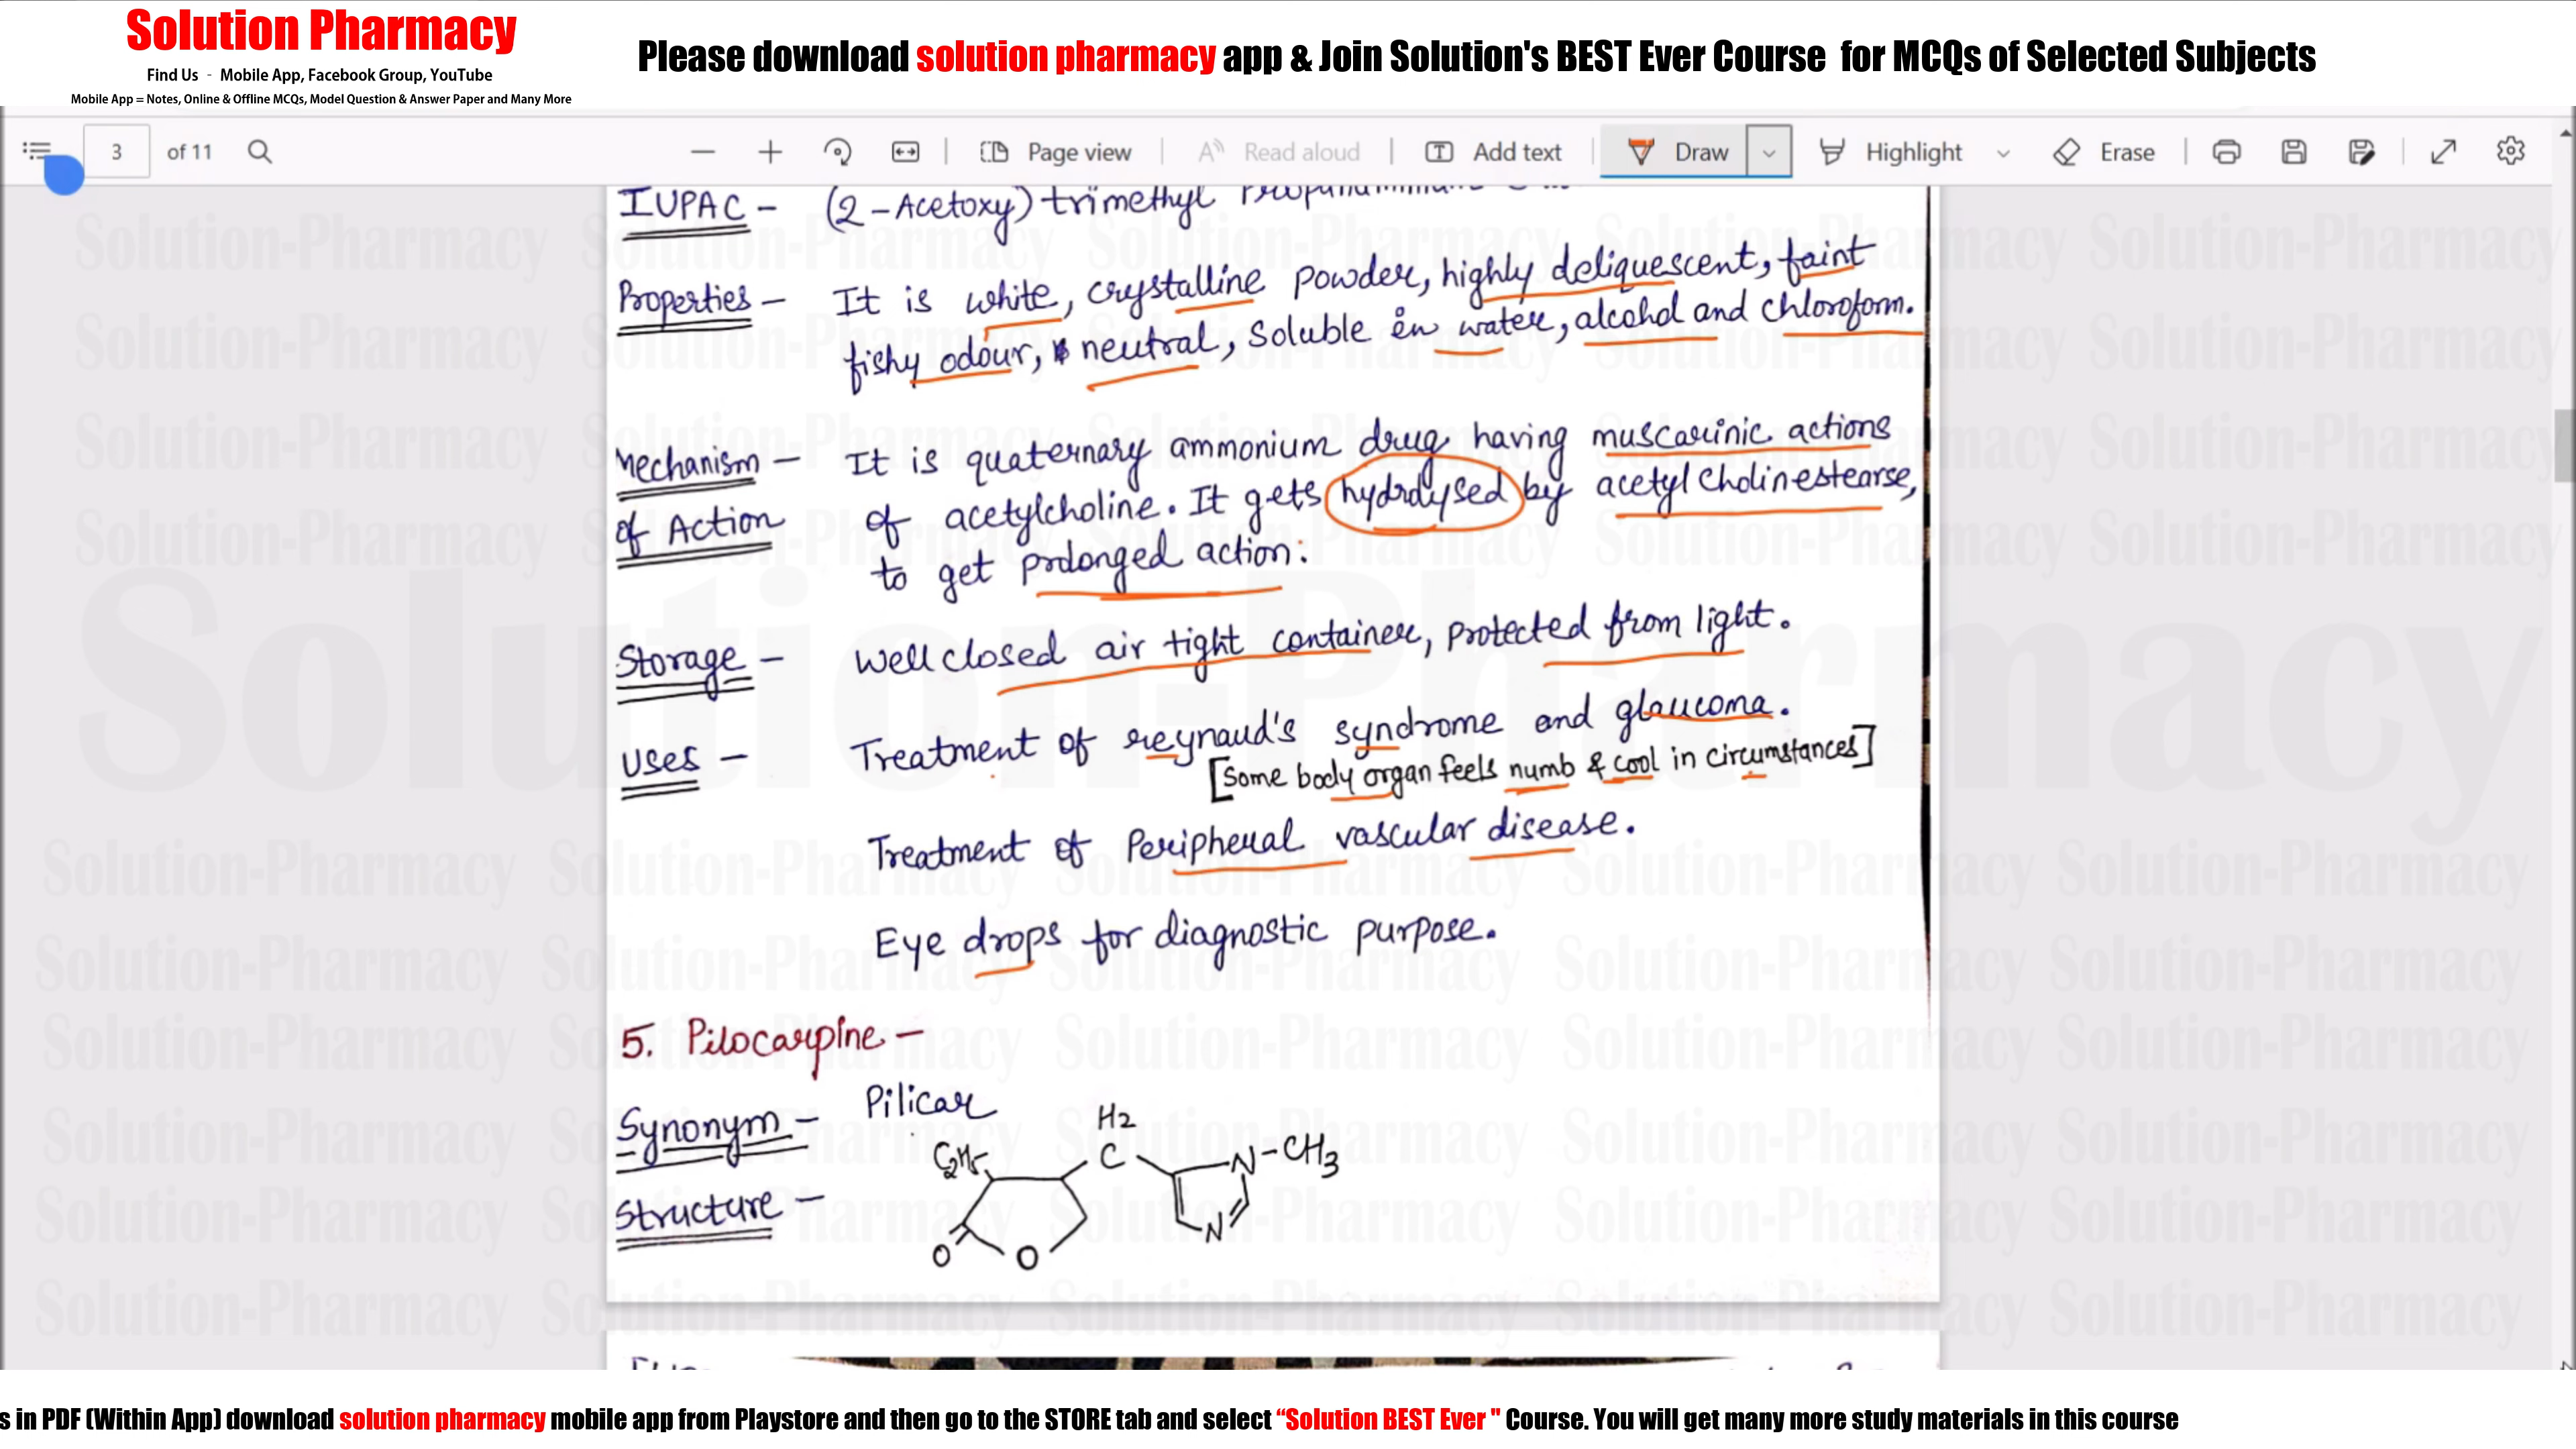 Solution Pharmacy
Find Us - Mobile App, Facebook Group, YouTube
Mobile App = Notes, Online & Offline MCQs, Model Question & Answer Paper and Many More
Please download solution pharmacy app & Join Solution's BEST Ever Course for MCQs of Selected Subjects
3 of 11 Page view Read aloud Add text Draw Highlight Erase
IUPAC - (2-Acetoxy) trimethyl
Properties - It is white, crystalline powder, highly deliquescent, faint
fishy odour, neutral, soluble in water, alcohol and chloroform.
Mechanism - It is quaternary ammonium drug having muscarinic actions
of Action of acetylcholine. It gets hydrolysed by acetylcholinestearse,
to get prolonged action.
Storage - Well closed air tight container, protected from light.
Uses - Treatment of reynaud's syndrome and glaucoma.
[Some body organ feels numb & cool in circumstances]
Treatment of Peripheral vascular disease.
Eye drops for diagnostic purpose.
5. Pilocarpine -
Synonym - Pilicar
Structure -
H2
C2H5 C N-CH3
N
O O
Solution-Pharmacy
s in PDF (Within App) download solution pharmacy mobile app from Playstore and then go to the STORE tab and select “Solution BEST Ever " Course. You will get many more study materials in this course